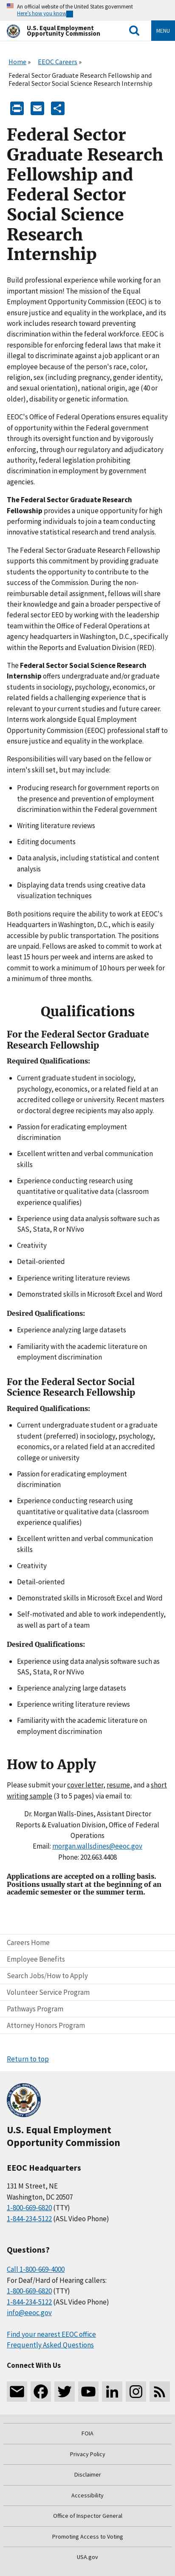 An official website of the United States government
Here's how you know
U.S. Equal Employment
Opportunity Commission
MENU
Home » EEOC Careers »
Federal Sector Graduate Research Fellowship and
Federal Sector Social Science Research Internship
Federal Sector
Graduate Research
Fellowship and
Federal Sector
Social Science
Research
Internship
Build your professional experience while working for an
important mission! The mission of the U.S. Equal
Employment Opportunity Commission (EEOC) is to stop
and remedy unlawful employment discrimination, and its
work includes research toward preventing
discrimination in the federal workforce. EEOC is
responsible for enforcing federal laws that make it
illegal to discriminate against a job applicant or an
employee because of the person's race, color,
religion, sex (including pregnancy, gender identity,
and sexual orientation), national origin, age (40 or
older), disability or genetic information.
EEOC's Office of Federal Operations ensures equality
of opportunity throughout the federal government
through its oversight function and by vigorously
enforcing, through our regulatory and adjudicatory
authority, federal legislation prohibiting
discrimination in employment by government
agencies.
The Federal Sector Graduate Research
Fellowship provides a unique opportunity for high
performing individuals to join a team conducting
innovative statistical research and trends analysis.
The Federal Sector Graduate Research Fellowship
consists of supporting the community through
discussion of, data and expertise to serve the purposes
of the Commission. During the non-
reimbursable detail-like assignment, fellows will share
their knowledge and gain a broader perspective of
federal sector EEO by working with the leadership
team within the Office of Federal Operations at
agency headquarters in Washington, D.C., specifically
within the Reports and Evaluation Division (RED).
The Federal Sector Social Science Research
Internship offers undergraduate and/or graduate
students in sociology, psychology, economics, or
related fields a challenging experience that is
outside your current set of studies/environment.
Interns work alongside Equal Employment
Opportunity Commission (EEOC) professional staff to
ensure equality in the workplace.
Responsibilities will vary based on the fellow or
intern's skill set, but may include:
Producing research for government reports on
the presence and prevention of employment
discrimination within the Federal government
Writing literature reviews
Editing documents
Data analysis, including statistical and content
analysis
Displaying data trends using creative data
visualization techniques
Both positions require the ability to work at EEOC's
Headquarters in Washington, D.C., which is easily
accessible by public transportation. The positions
are unpaid. Fellows are asked to commit to work at
least 15 hours per week and interns are asked to
commit to work a minimum of 10 hours per week for
a minimum of three months.
Qualifications
For the Federal Sector Graduate
Research Fellowship
Required Qualifications:
Current graduate student in sociology,
psychology, economics, or a related field at an
accredited college or university. Recent masters
or doctoral degree recipients may also apply.
Passion for eradicating employment
discrimination
Excellent written and verbal communication
skills
Experience conducting research using
quantitative or qualitative data (classroom
experience qualifies)
Experience using data analysis software such as
SAS, Stata, R or NVivo
Creativity
Detail-oriented
Experience writing literature reviews
Demonstrated skills in Microsoft Excel and Word
Desired Qualifications:
Experience analyzing large datasets
Familiarity with the academic literature on
employment discrimination
For the Federal Sector Social
Science Research Fellowship
Required Qualifications:
Current undergraduate student or a graduate
student (preferred) in sociology, psychology,
economics, or a related field at an accredited
college or university
Passion for eradicating employment
discrimination
Experience conducting research using
quantitative or qualitative data (classroom
experience qualifies)
Excellent written and verbal communication
skills
Creativity
Detail-oriented
Demonstrated skills in Microsoft Excel and Word
Self-motivated and able to work independently,
as well as part of a team
Desired Qualifications:
Experience using data analysis software such as
SAS, Stata, R or NVivo
Experience analyzing large datasets
Experience writing literature reviews
Familiarity with the academic literature on
employment discrimination
How to Apply
Please submit your cover letter, resume, and a short
writing sample (3 to 5 pages) via email to:
Dr. Morgan Walls-Dines, Assistant Director
Reports & Evaluation Division, Office of Federal
Operations
Email: morgan.wallsdines@eeoc.gov
Phone: 202.663.4408
Applications are accepted on a rolling basis.
Positions usually start at the beginning of an
academic semester or the summer term.
Careers Home
Employee Benefits
Search Jobs/How to Apply
Volunteer Service Program
Pathways Program
Attorney Honors Program
Return to top
U.S. Equal Employment
Opportunity Commission
EEOC Headquarters
131 M Street, NE
Washington, DC 20507
1-800-669-6820 (TTY)
1-844-234-5122 (ASL Video Phone)
Questions?
Call 1-800-669-4000
For Deaf/Hard of Hearing callers:
1-800-669-6820 (TTY)
1-844-234-5122 (ASL Video Phone)
info@eeoc.gov
Find your nearest EEOC office
Frequently Asked Questions
Connect With Us
FOIA
Privacy Policy
Disclaimer
Accessibility
Office of Inspector General
Promoting Access to Voting
USA.gov